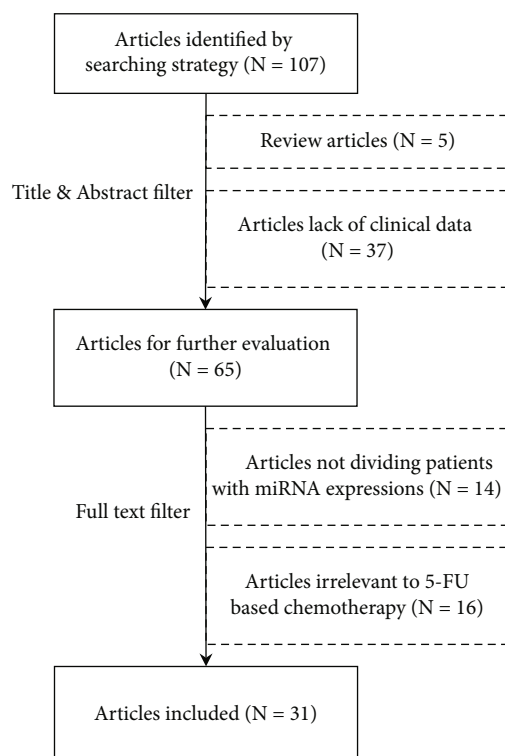 Articles identified by
searching strategy (N = 107)
Review articles (N = 5)
Title & Abstract filter
Articles lack of clinical data
(N = 37)
Articles for further evaluation
(N = 65)
Articles not dividing patients
with miRNA expressions (N = 14)
Full text filter
Articles irrelevant to 5-FU
based chemotherapy (N = 16)
Articles included (N = 31)